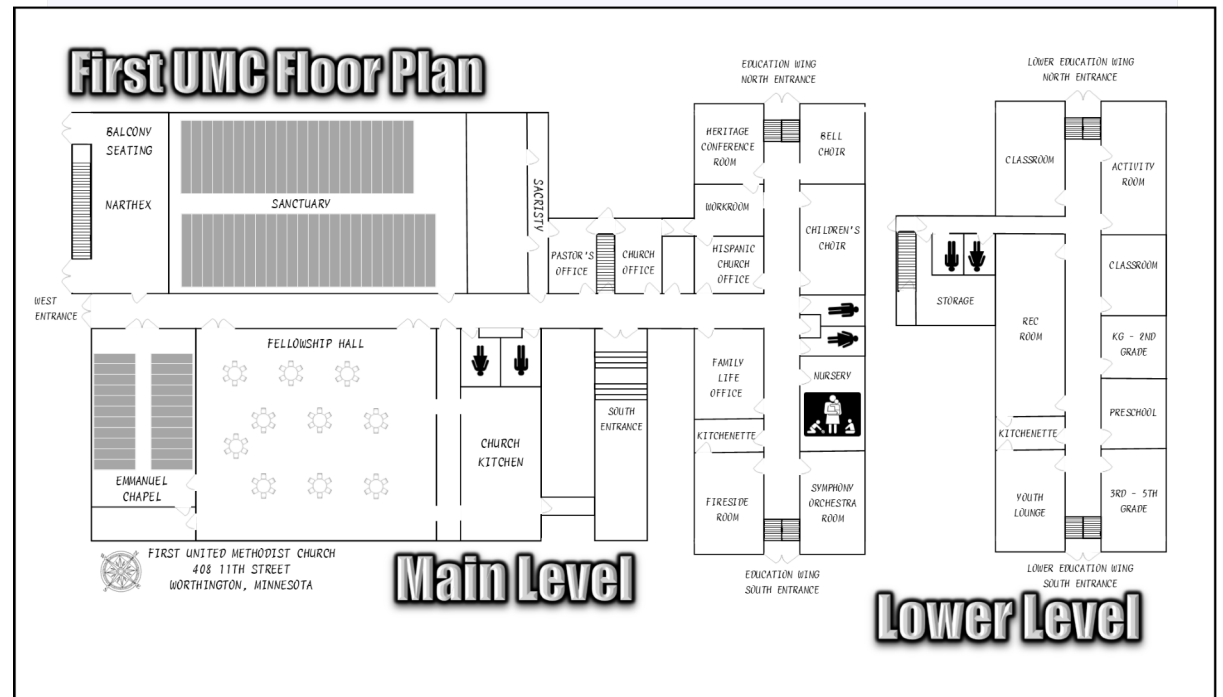 First UMC Floor Plan
BALCONY
SEATING
NARTHEX
SANCTUARY
SACRISTY
PASTOR'S
OFFICE
CHURCH
OFFICE
WEST
ENTRANCE
FELLOWSHIP HALL
EMMANUEL
CHAPEL
CHURCH
KITCHEN
SOUTH
ENTRANCE
EDUCATION WING
NORTH ENTRANCE
HERITAGE
CONFERENCE
ROOM
BELL
CHOIR
WORKROOM
HISPANIC
CHURCH
OFFICE
CHILDREN'S
CHOIR
FAMILY
LIFE
OFFICE
NURSERY
KITCHENETTE
FIRESIDE
ROOM
SYMPHONY
ORCHESTRA
ROOM
EDUCATION WING
SOUTH ENTRANCE
LOWER EDUCATION WING
NORTH ENTRANCE
CLASSROOM
ACTIVITY
ROOM
STORAGE
CLASSROOM
REC
ROOM
KG - 2ND
GRADE
PRESCHOOL
KITCHENETTE
YOUTH
LOUNGE
3RD - 5TH
GRADE
LOWER EDUCATION WING
SOUTH ENTRANCE
FIRST UNITED METHODIST CHURCH
408 11TH STREET
WORTHINGTON, MINNESOTA
Main Level
Lower Level